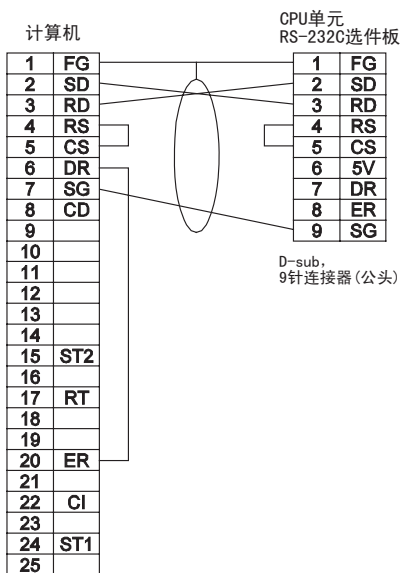 计算机
CPU单元
RS-232C选件板
1 FG
2 SD
3 RD
4 RS
5 CS
6 DR
7 SG
8 CD
9
10
11
12
13
14
15 ST2
16
17 RT
18
19
20 ER
21
22 CI
23
24 ST1
25
1 FG
2 SD
3 RD
4 RS
5 CS
6 5V
7 DR
8 ER
9 SG
D-sub,
9针连接器(公头)